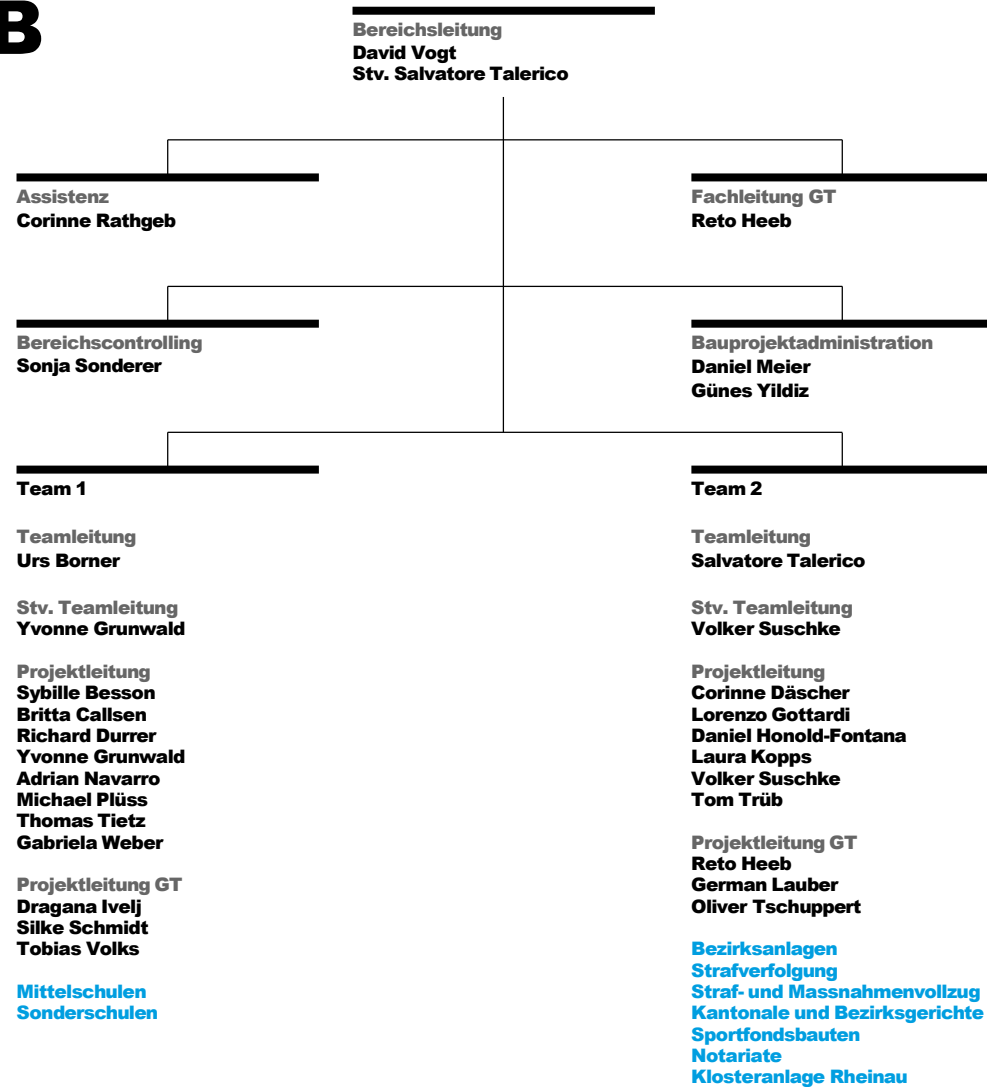 B
Bereichsleitung
David Vogt
Stv. Salvatore Talerico
Assistenz
Corinne Rathgeb
Fachleitung GT
Reto Heeb
Bereichscontrolling
Sonja Sonderer
Bauprojektadministration
Daniel Meier
Günes Yildiz
Team 1
Teamleitung
Urs Borner
Stv. Teamleitung
Yvonne Grunwald
Projektleitung
Sybille Besson
Britta Callsen
Richard Durrer
Yvonne Grunwald
Adrian Navarro
Michael Plüss
Thomas Tietz
Gabriela Weber
Projektleitung GT
Dragana Ivelj
Silke Schmidt
Tobias Volks
Mittelschulen
Sonderschulen
Team 2
Teamleitung
Salvatore Talerico
Stv. Teamleitung
Volker Suschke
Projektleitung
Corinne Däscher
Lorenzo Gottardi
Daniel Honold-Fontana
Laura Kopps
Volker Suschke
Tom Trüb
Projektleitung GT
Reto Heeb
German Lauber
Oliver Tschuppert
Bezirksanlagen
Strafverfolgung
Straf- und Massnahmenvollzug
Kantonale und Bezirksgerichte
Sportfondsbauten
Notariate
Klosteranlage Rheinau